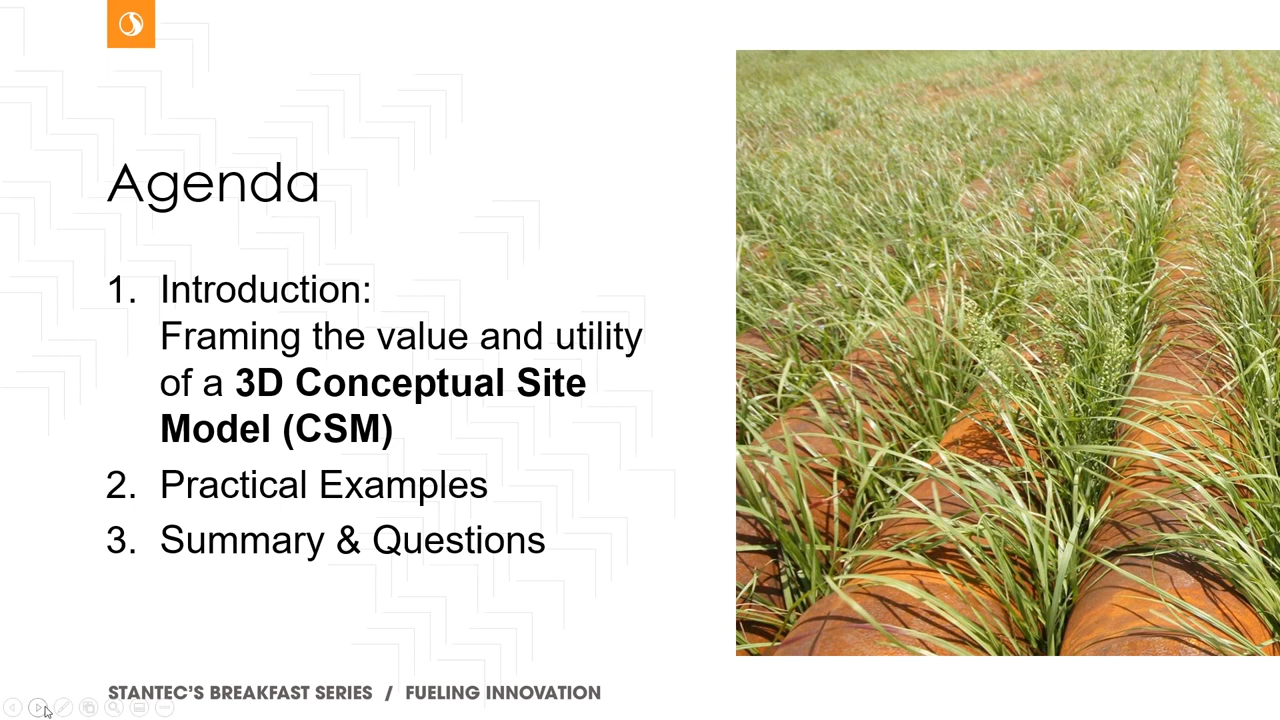 Agenda
1. Introduction:
Framing the value and utility
of a 3D Conceptual Site
Model (CSM)
2. Practical Examples
3. Summary & Questions
STANTEC'S BREAKFAST SERIES / FUELING INNOVATION